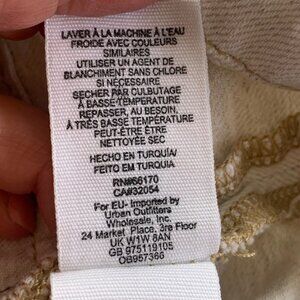 LAVER À LA MACHINE À L'EAU
FROIDE AVEC COULEURS
SIMILAIRES
UTILISER UN AGENT DE
BLANCHIMENT SANS CHLORE
SI NÉCESSAIRE
SECHER PAR CULBUTAGE
À BASSE TEMPÉRATURE
REPASSER, AU BESOIN,
À TRÈS BASSE TEMPÉRATURE
PEUT-ÊTRE ÊTRE
NETTOYÉE SEC
HECHO EN TURQUÍA/
FEITO EM TURQUIA
RN#66170
CA#32054
For EU- Imported by
Urban Outfitters
Wholesale, Inc.
24 Market Place, 3rd Floor
UK W1W 8AN
GB 975119105
OB957366